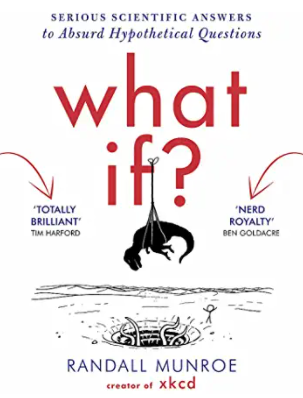 SERIOUS SCIENTIFIC ANSWERS
to Absurd Hypothetical Questions
what
if?
'TOTALLY
BRILLIANT'
TIM HARFORD
'NERD
ROYALTY'
BEN GOLDACRE
RANDALL MUNROE
creator of xkcd